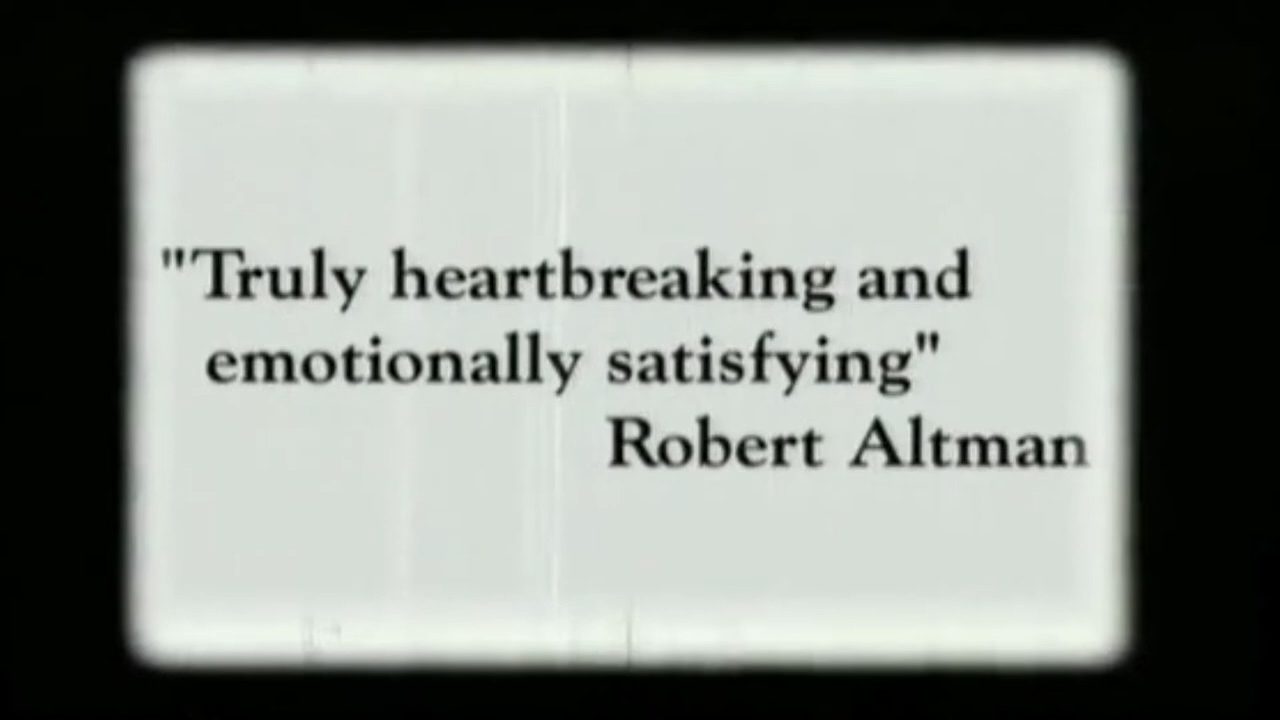 "Truly heartbreaking and
emotionally satisfying"
Robert Altman